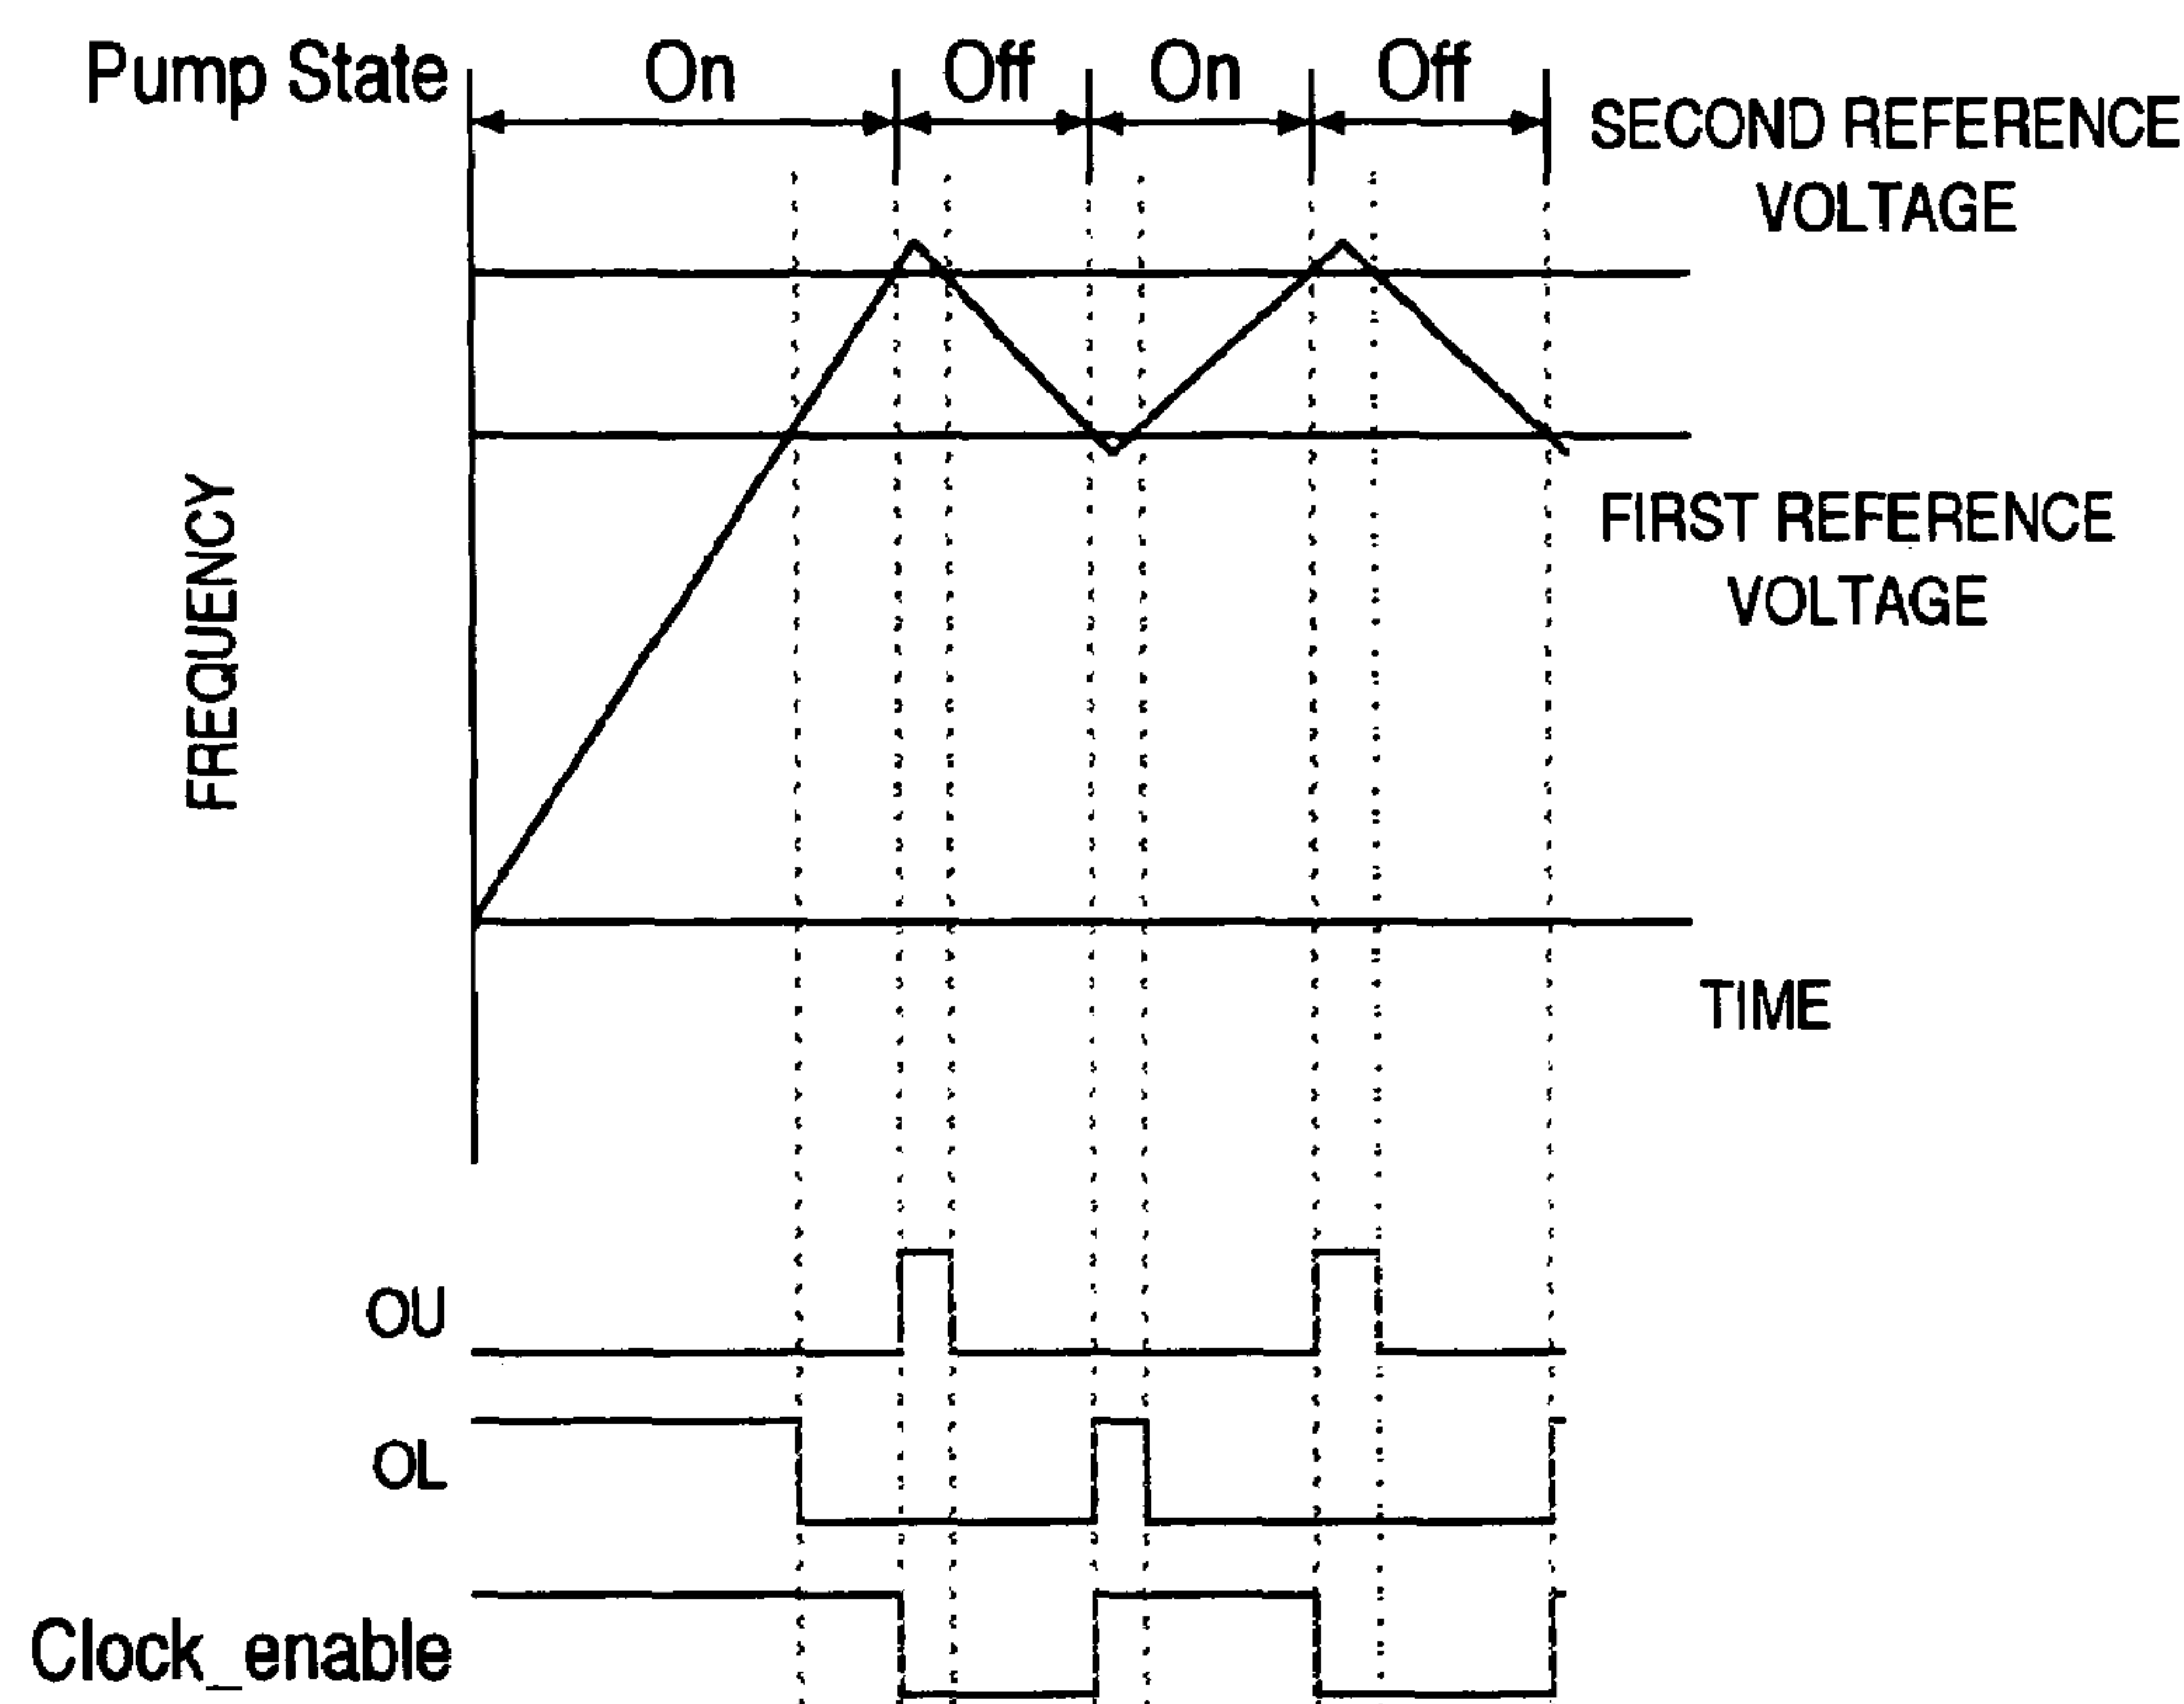 Pump State
On
Off
On
Off
SECOND REFERENCE
VOLTAGE
FREQUENCY
FIRST REFERENCE
VOLTAGE
TIME
OU
OL
Clock_enable